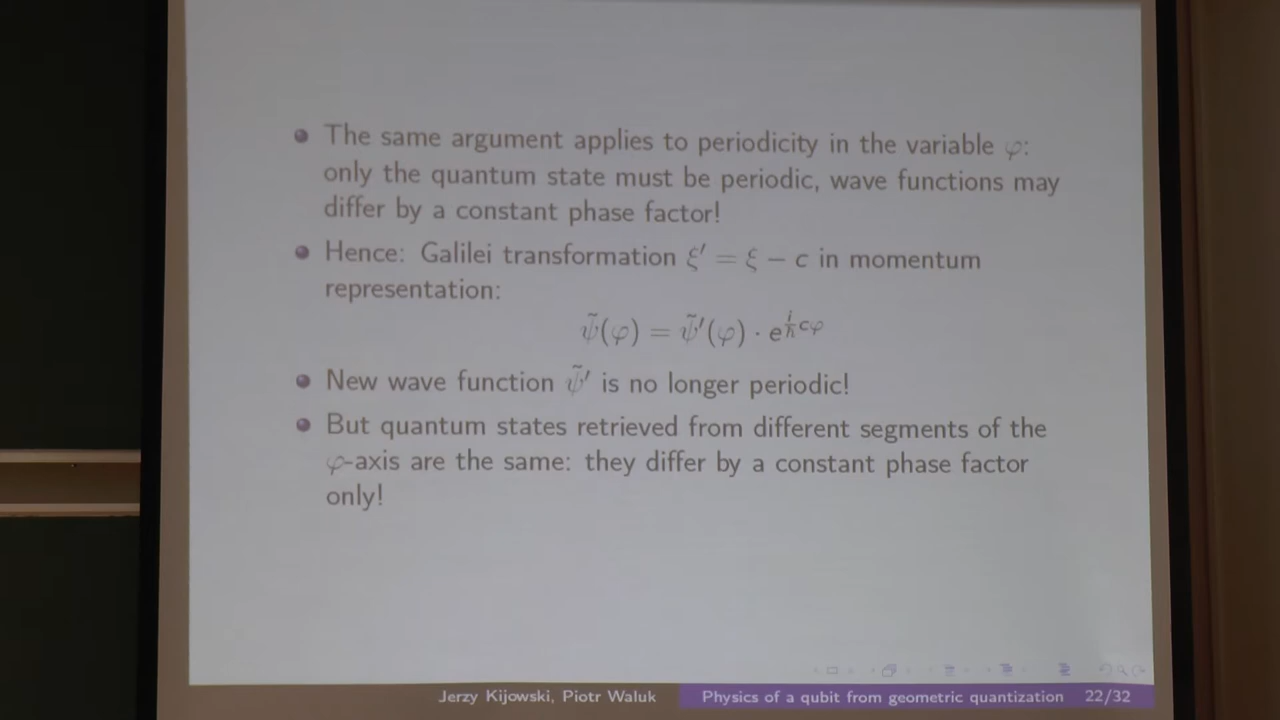 The same argument applies to periodicity in the variable φ:
only the quantum state must be periodic, wave functions may
differ by a constant phase factor!
Hence: Galilei transformation ξ′ = ξ − c in momentum
representation:
ψ̃(φ) = ψ̃′(φ) · e^{\frac{i}{ℏ}cφ}
New wave function ψ̃′ is no longer periodic!
But quantum states retrieved from different segments of the
φ-axis are the same: they differ by a constant phase factor
only!
Jerzy Kijowski, Piotr Waluk Physics of a qubit from geometric quantization 22/32